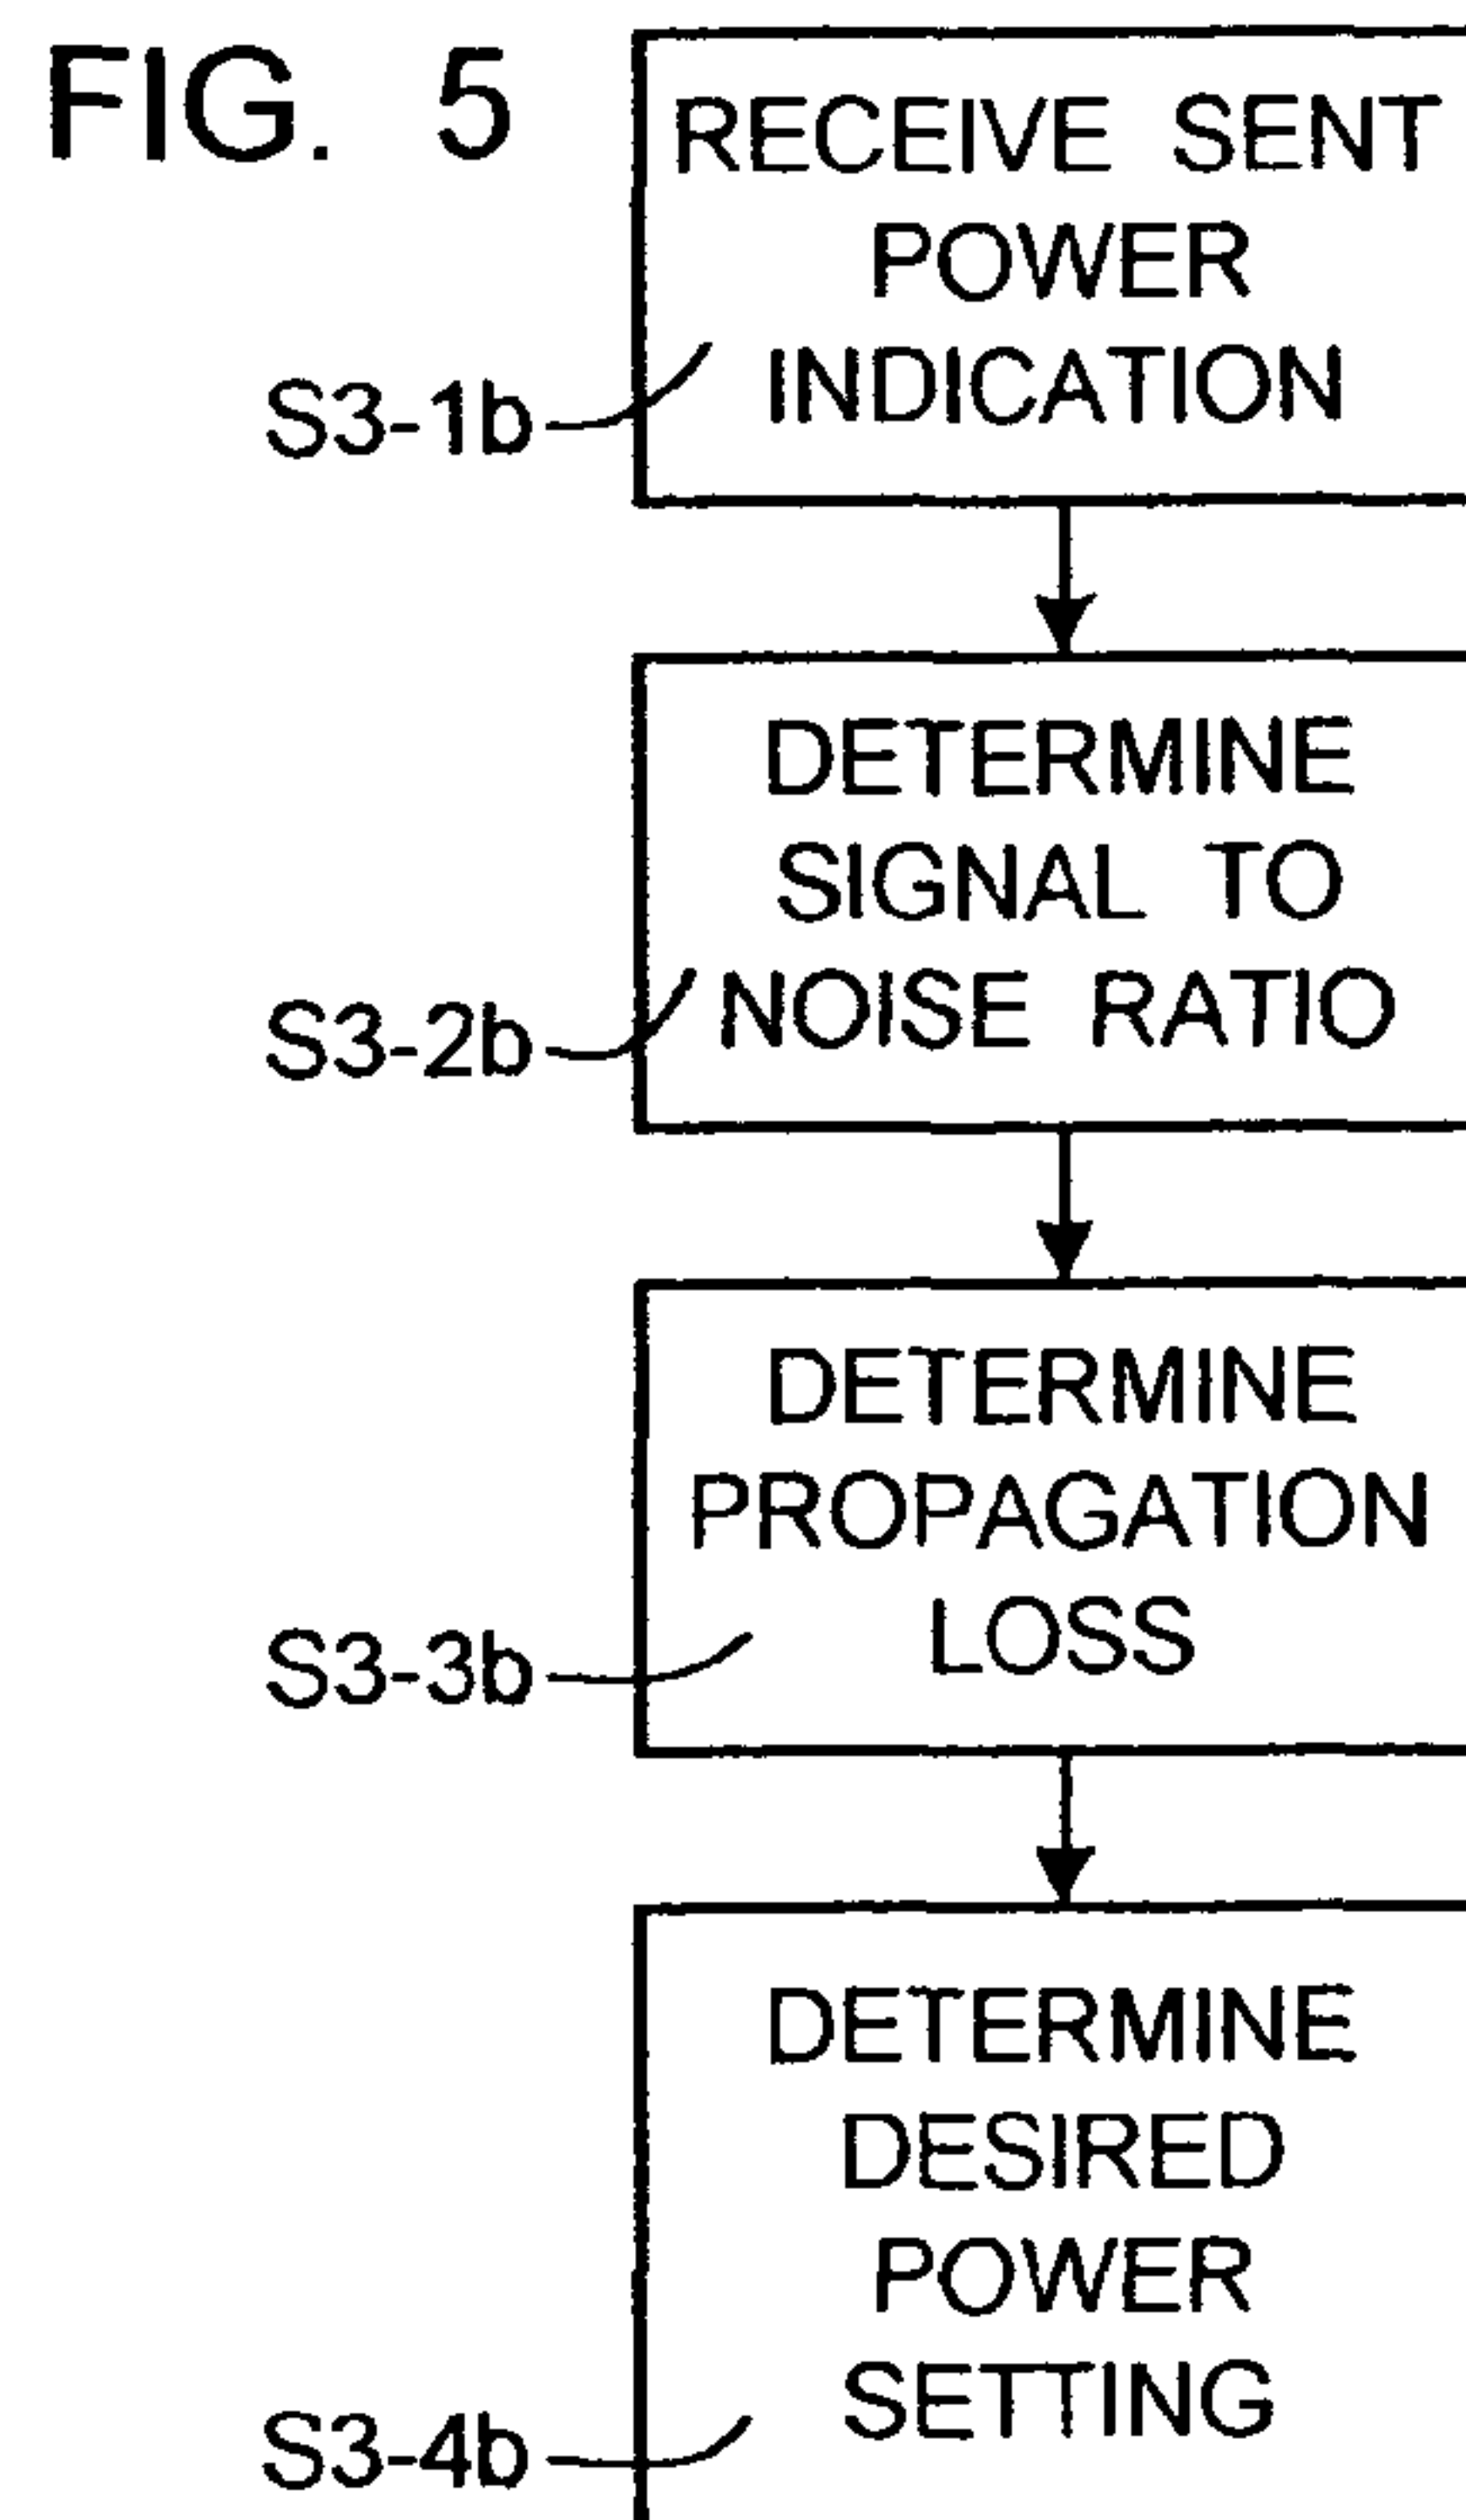 FIG. 5
RECEIVE SENT
POWER
INDICATION
S3-1b
DETERMINE
SIGNAL TO
NOISE RATIO
S3-2b
DETERMINE
PROPAGATION
LOSS
S3-3b
DETERMINE
DESIRED
POWER
SETTING
S3-4b